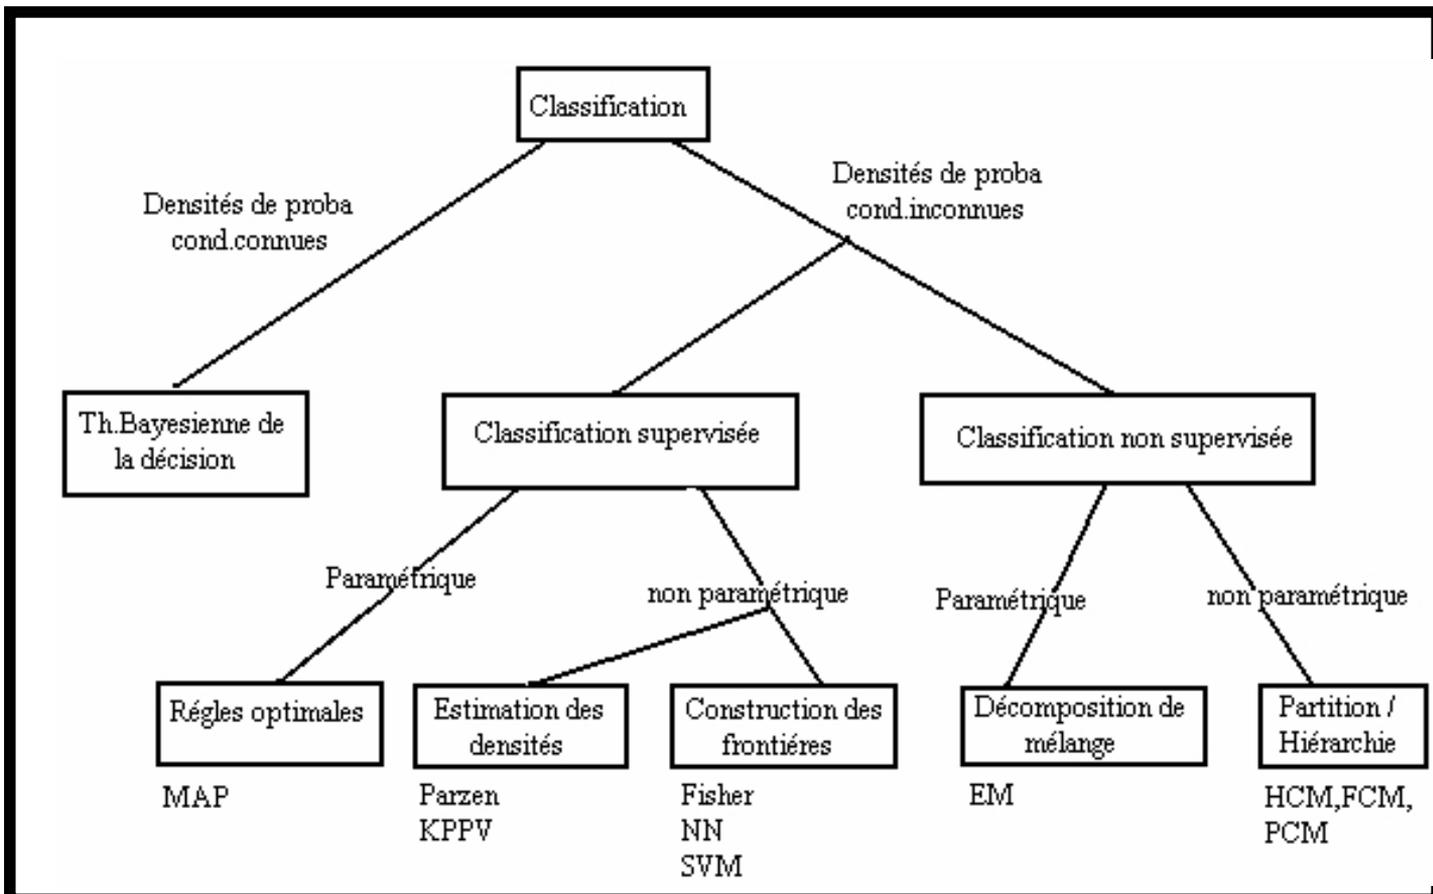 Classification
Densités de proba
cond.connues
Densités de proba
cond.inconnues
Th.Bayesienne de
la décision
Classification supervisée
Classification non supervisée
Paramétrique
non paramétrique
Paramétrique
non paramétrique
Régles optimales
Estimation des
densités
Construction des
frontiéres
Décomposition de
mélange
Partition /
Hiérarchie
MAP
Parzen
KPPV
Fisher
NN
SVM
EM
HCM,FCM,
PCM